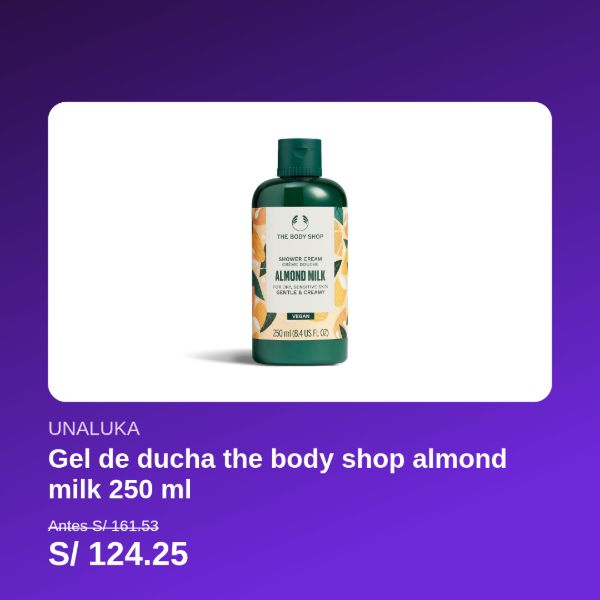 THE BODY SHOP
SHOWER CREAM
CRÈME DOUCHE
ALMOND MILK
FOR DRY, SENSITIVE SKIN
GENTLE & CREAMY
VEGAN
250 ml (8.4 US FL OZ)
UNALUKA
Gel de ducha the body shop almond
milk 250 ml
Antes S/ 161.53
S/ 124.25